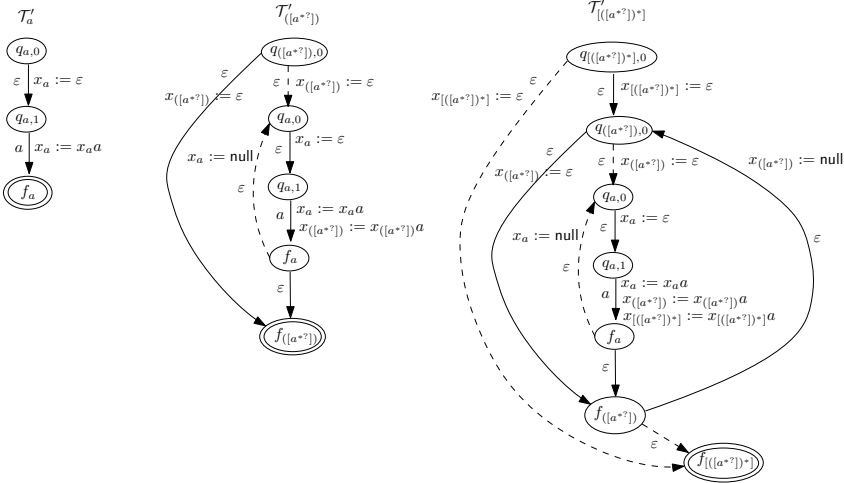 𝒯′_a
q_{a,0}
ε x_a := ε
q_{a,1}
a x_a := x_a a
f_a
𝒯′_{([a^{*?}])}
q_{([a^{*?}]),0}
ε
x_{([a^{*?}])} := ε
ε x_{([a^{*?}])} := ε
q_{a,0}
x_a := null
ε x_a := ε
q_{a,1}
ε
a x_a := x_a a
x_{([a^{*?}])} := x_{([a^{*?}])}a
f_a
ε
f_{([a^{*?}])}
𝒯′_{[([a^{*?}])^*]}
q_{[([a^{*?}])^*],0}
ε
x_{[([a^{*?}])^*]} := ε
ε x_{[([a^{*?}])^*]} := ε
q_{([a^{*?}]),0}
ε
x_{([a^{*?}])} := ε
ε x_{([a^{*?}])} := ε
x_{([a^{*?}])} := null
q_{a,0}
x_a := null
ε x_a := ε
ε
q_{a,1}
ε
a x_a := x_a a
x_{([a^{*?}])} := x_{([a^{*?}])}a
x_{[([a^{*?}])^*]} := x_{[([a^{*?}])^*]}a
f_a
ε
f_{([a^{*?}])}
ε
f_{[([a^{*?}])^*]}